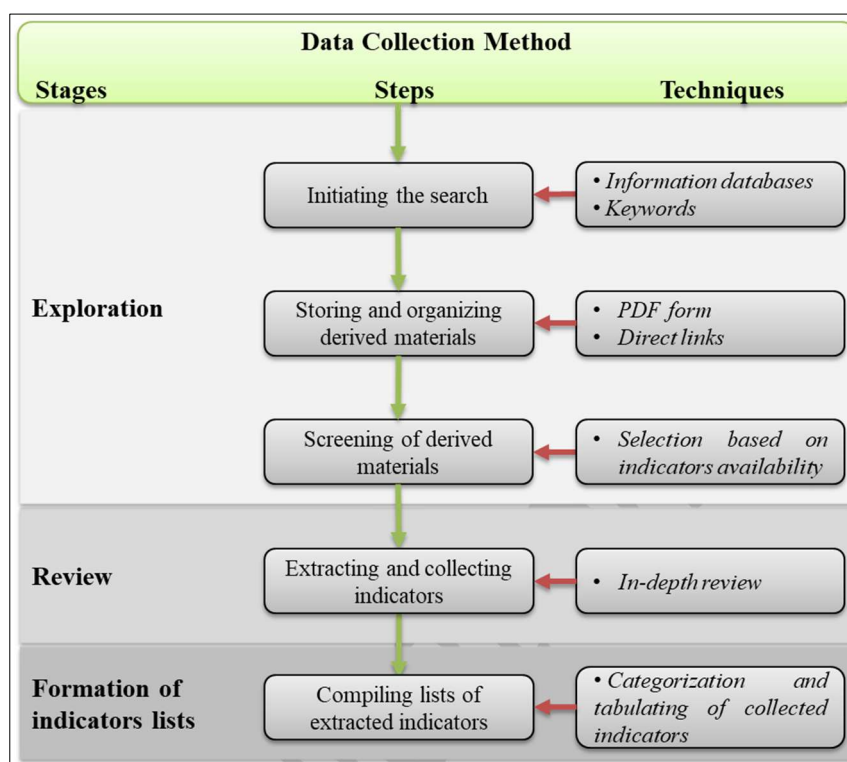 Data Collection Method
Stages Steps Techniques
Initiating the search
• Information databases
• Keywords
Exploration
Storing and organizing
derived materials
• PDF form
• Direct links
Screening of derived
materials
• Selection based on
indicators availability
Review
Extracting and collecting
indicators
• In-depth review
Formation of
indicators lists
Compiling lists of
extracted indicators
• Categorization and
tabulating of collected
indicators